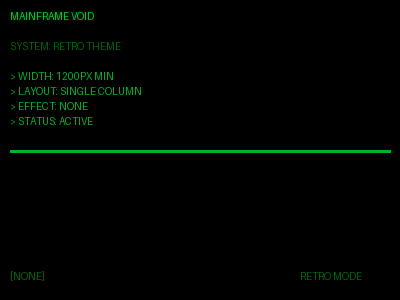 MAINFRAME VOID
SYSTEM: RETRO THEME
> WIDTH: 1200PX MIN
> LAYOUT: SINGLE COLUMN
> EFFECT: NONE
> STATUS: ACTIVE
[NONE]
RETRO MODE